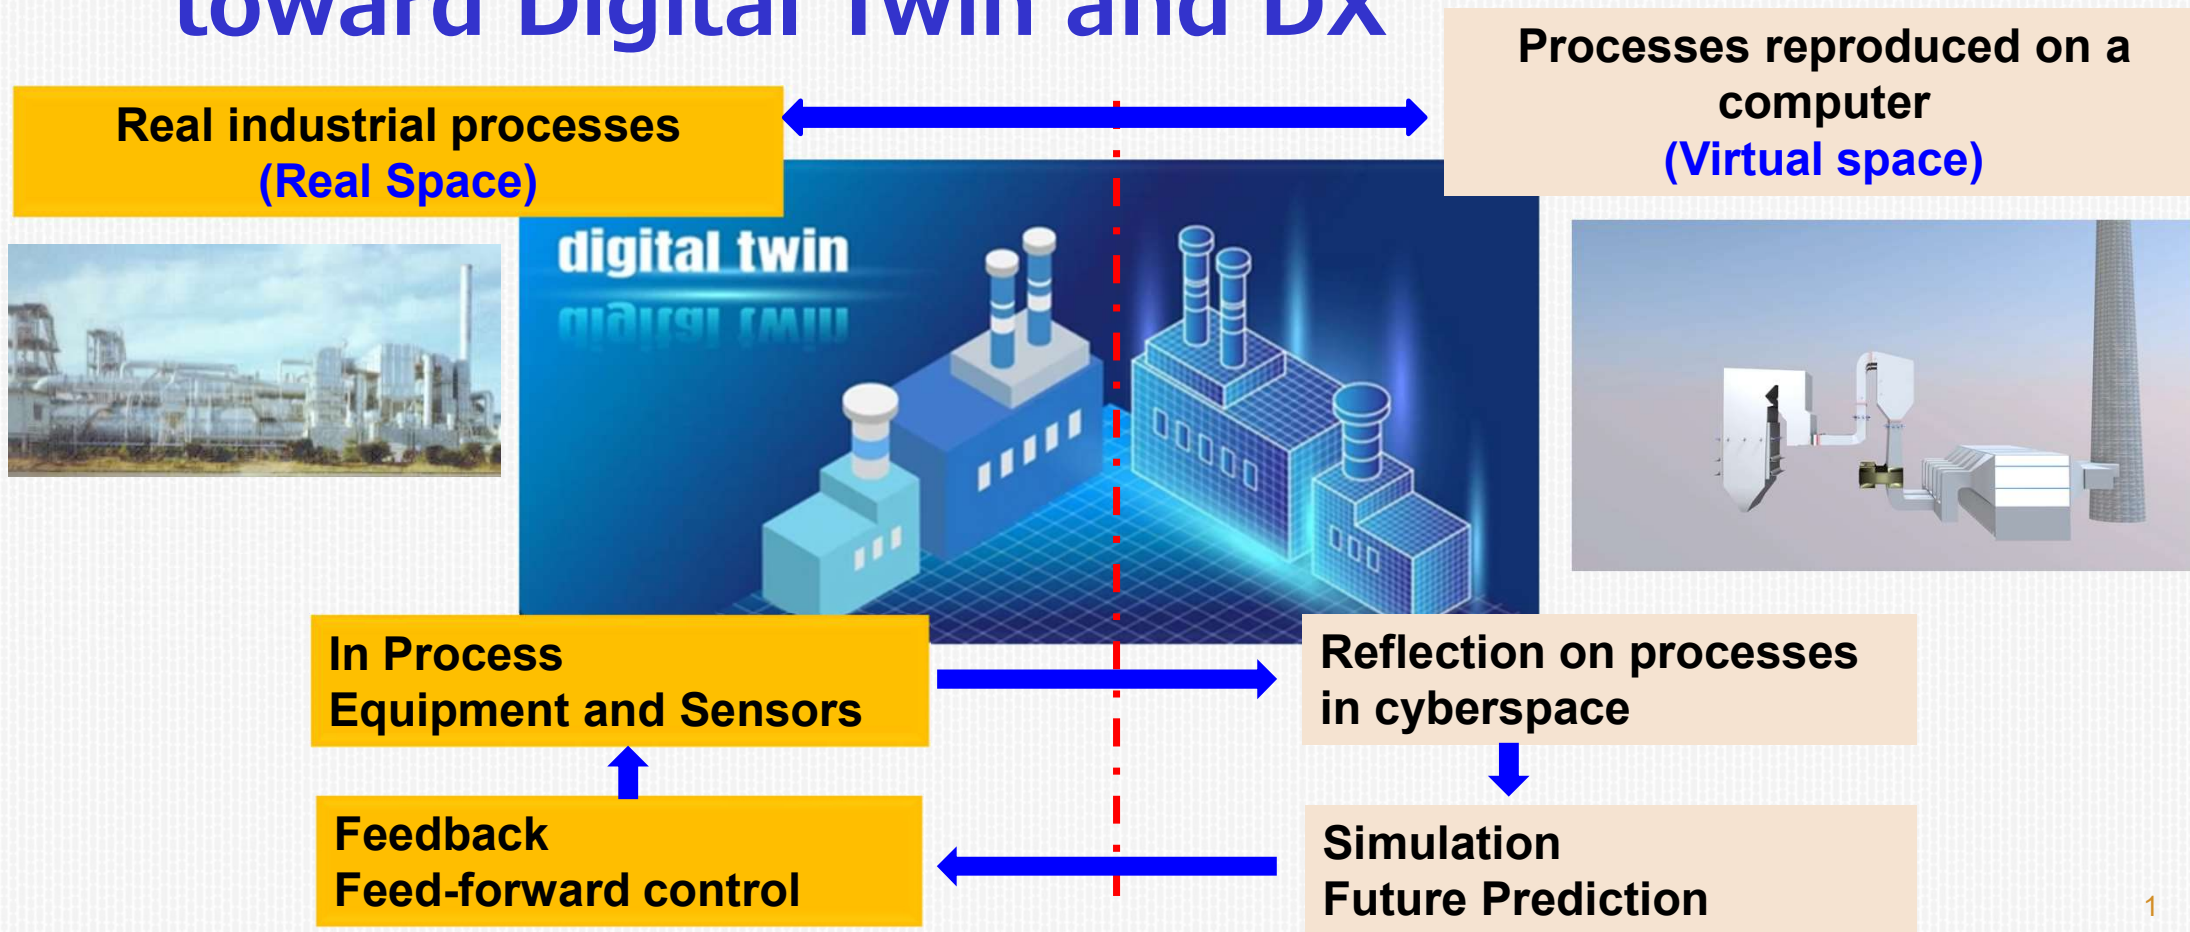 toward Digital Twin and DX
Processes reproduced on a
computer
(Virtual space)
Real industrial processes
(Real Space)
digital twin
In Process
Equipment and Sensors
Reflection on processes
in cyberspace
Feedback
Feed-forward control
Simulation
Future Prediction
1